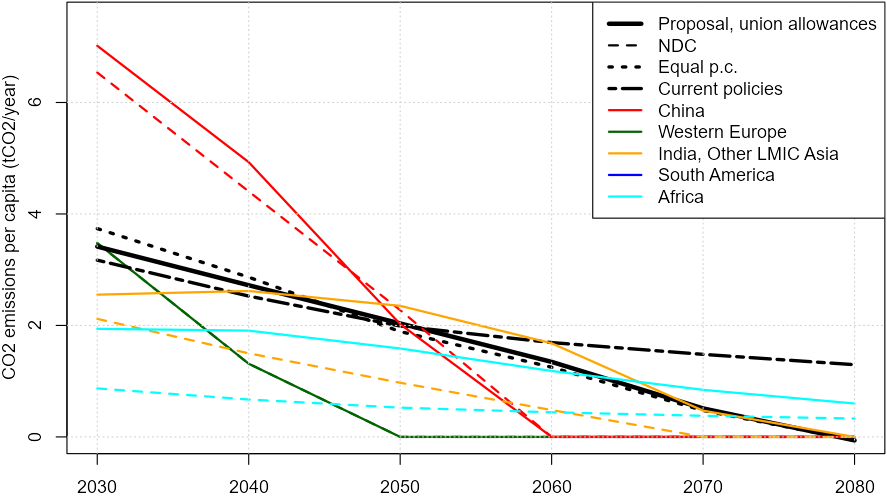 CO2 emissions per capita (tCO2/year)
6
4
2
0
2030 2040 2050 2060 2070 2080
Proposal, union allowances
NDC
Equal p.c.
Current policies
China
Western Europe
India, Other LMIC Asia
South America
Africa